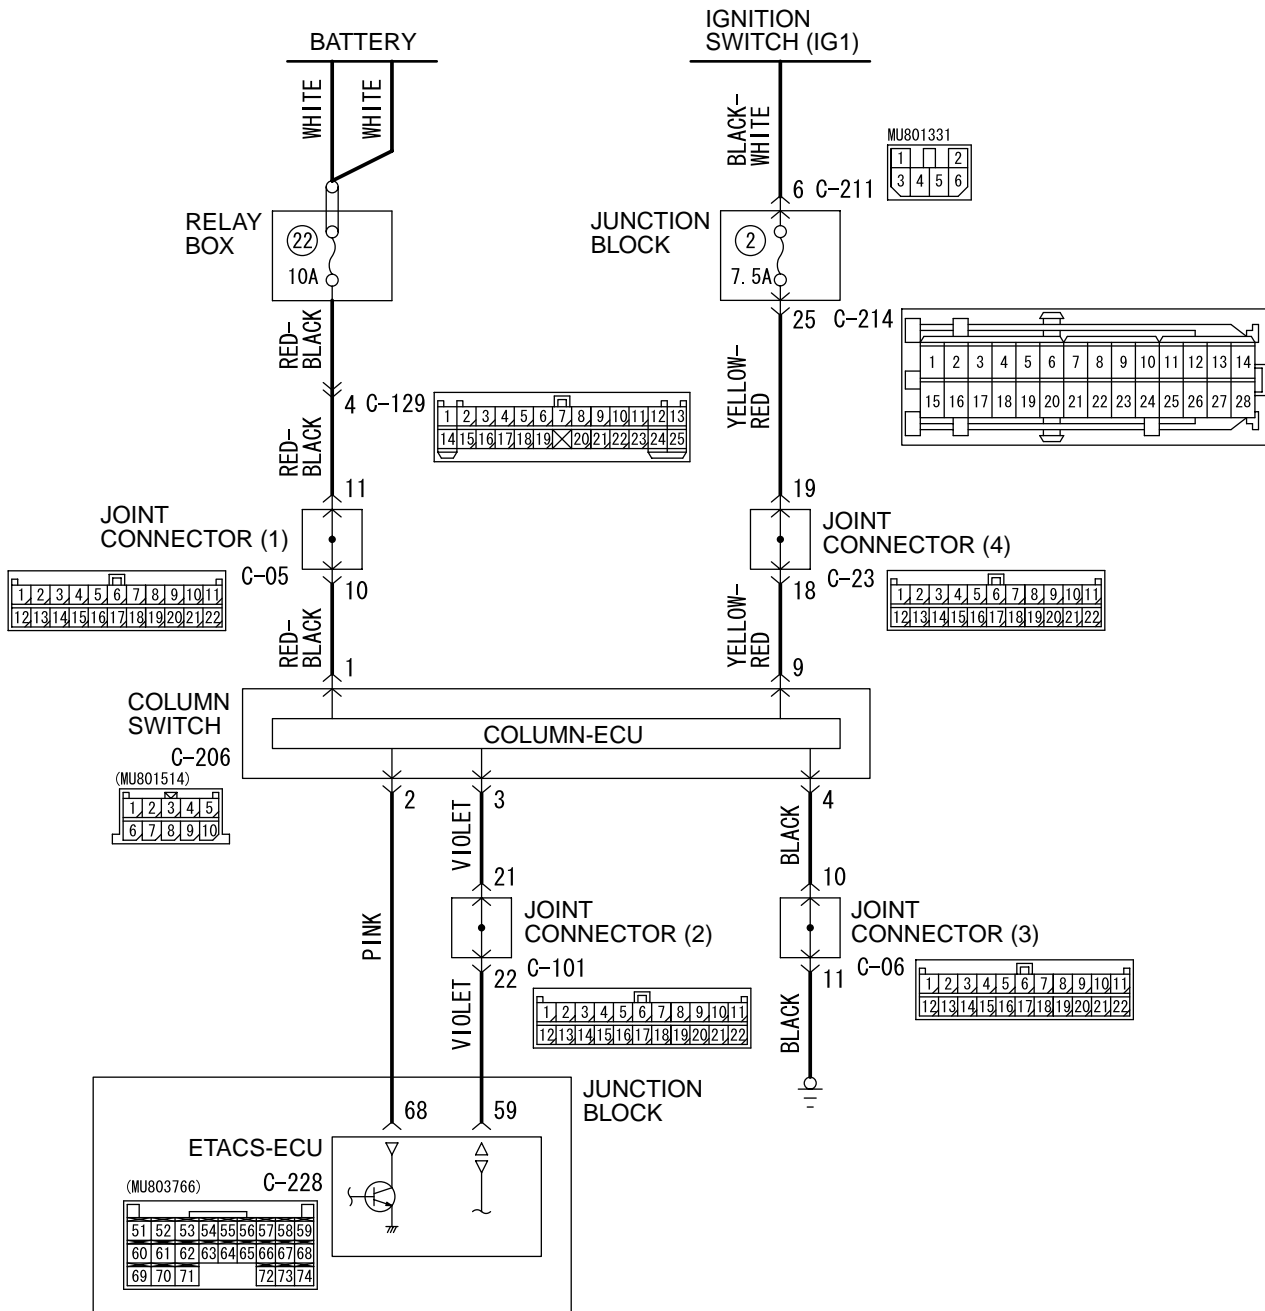 BATTERY
IGNITION
SWITCH (IG1)
WHITE
WHITE
BLACK-
WHITE
MU801331
1 2
3 4 5 6
6 C-211
RELAY
BOX
22
10A
JUNCTION
BLOCK
2
7.5A
25 C-214
1 2 3 4 5 6 7 8 9 10 11 12 13 14
15 16 17 18 19 20 21 22 23 24 25 26 27 28
RED-
BLACK
YELLOW-
RED
4 C-129
1 2 3 4 5 6 7 8 9 10 11 12 13
14 15 16 17 18 19 20 21 22 23 24 25
RED-
BLACK
11
19
JOINT
CONNECTOR (1)
C-05
1 2 3 4 5 6 7 8 9 10 11
12 13 14 15 16 17 18 19 20 21 22
10
JOINT
CONNECTOR (4)
C-23
18
1 2 3 4 5 6 7 8 9 10 11
12 13 14 15 16 17 18 19 20 21 22
RED-
BLACK
YELLOW-
RED
1
9
COLUMN
SWITCH
C-206
COLUMN-ECU
(MU801514)
1 2 3 4 5
6 7 8 9 10
2
3
4
VIOLET
BLACK
21
10
PINK
JOINT
CONNECTOR (2)
C-101
22
1 2 3 4 5 6 7 8 9 10 11
12 13 14 15 16 17 18 19 20 21 22
JOINT
CONNECTOR (3)
11 C-06
1 2 3 4 5 6 7 8 9 10 11
12 13 14 15 16 17 18 19 20 21 22
VIOLET
BLACK
JUNCTION
BLOCK
68
59
ETACS-ECU
C-228
(MU803766)
51 52 53 54 55 56 57 58 59
60 61 62 63 64 65 66 67 68
69 70 71 72 73 74